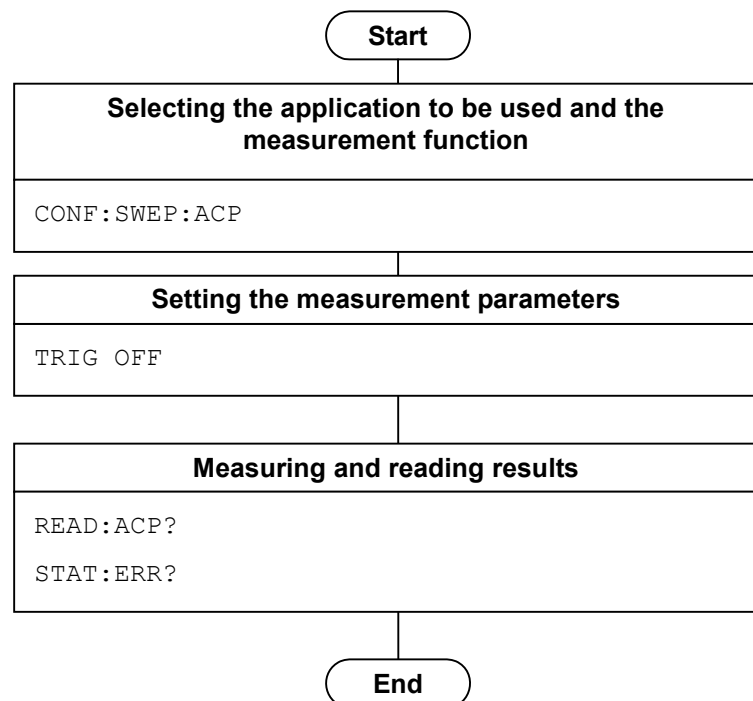 Start
Selecting the application to be used and the
measurement function
CONF:SWEP:ACP
Setting the measurement parameters
TRIG OFF
Measuring and reading results
READ:ACP?
STAT:ERR?
End